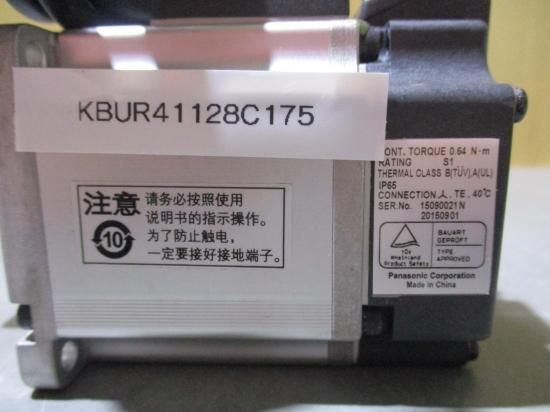 KBUR41128C175
注意
请务必按照使用
说明书的指示操作。
为了防止触电，
一定要接好接地端子。
10
CONT. TORQUE 0.64 N·m
RATING S1
THERMAL CLASS B(TÜV),A(UL)
IP65
CONNECTION 人, TE, 40℃
SER.No. 15090021N
20150901
TÜV
Rheinland
Product Safety
BAUART
GEPRÜFT
TYPE
APPROVED
Panasonic Corporation
Made in China